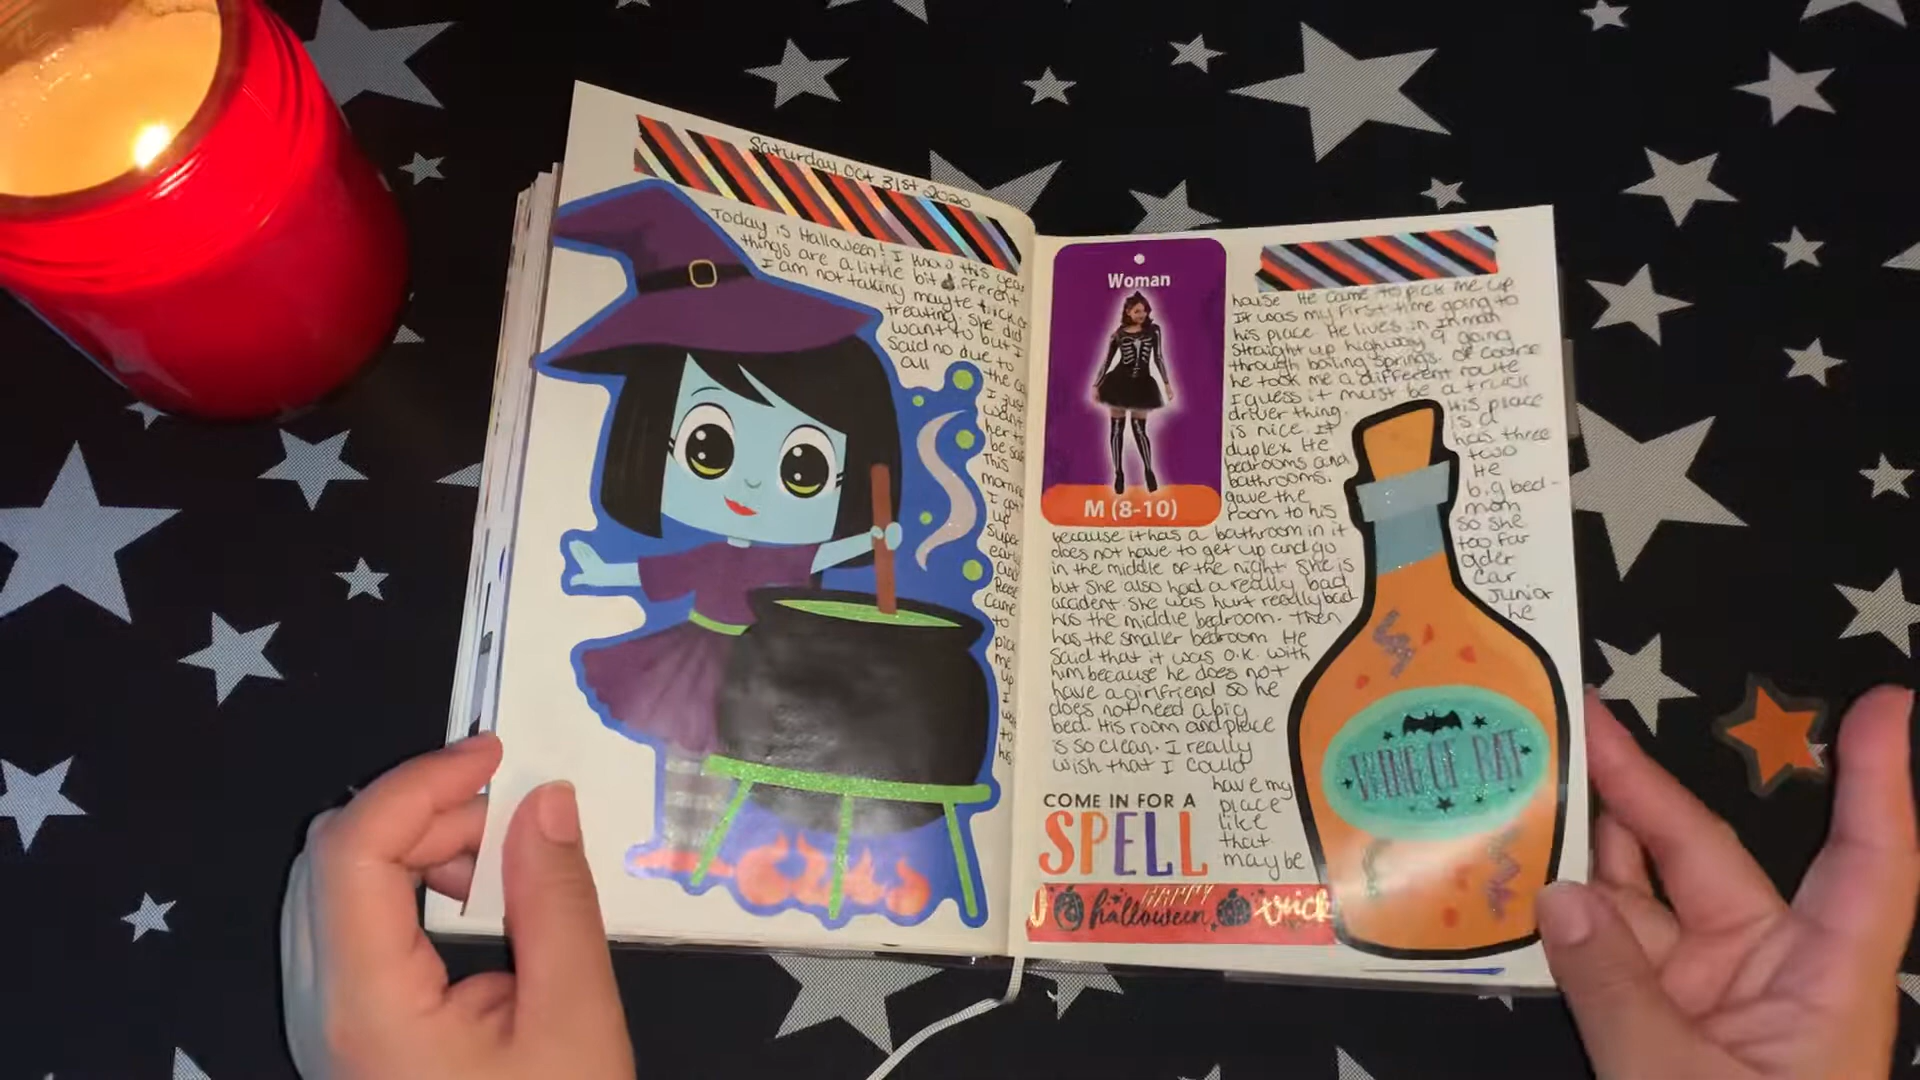 Saturday Oct 31st 2020
Today is Halloween! I know this year
things are a little bit different
I am not taking mayte trick or
treating. She did
want to but I
said no due to
all
the
I just
want
her to
be safe
This
morning
I got
up
super
early
and
Reese
came
to
pick
me
up
I
went
to
his
Woman
M (8-10)
house He came to pick me up
It was my first time going to
his place. He lives in Inman
straight up highway 9 going
through boiling springs. Of coarse
he took me a different route
I guess it must be a truck
driver thing. His place
is nice. It is a
duplex He has three
bedrooms and two
bathrooms. He
gave the big bed-
room to his mom
because it has a bathroom in it so she
does not have to get up and go too far
in the middle of the night. She is older
but she also had a really bad car
accident. She was hurt really bad Junior
has the middle bedroom. Then he
has the smaller bedroom He
said that it was O.K. with
him because he does not
have a girlfriend so he
does not need a big
bed. His room and place
is so clean. I really
wish that I could
have my
place
like
that
maybe
COME IN FOR A
SPELL
HAPPY
halloween
trick
WING OF BAT